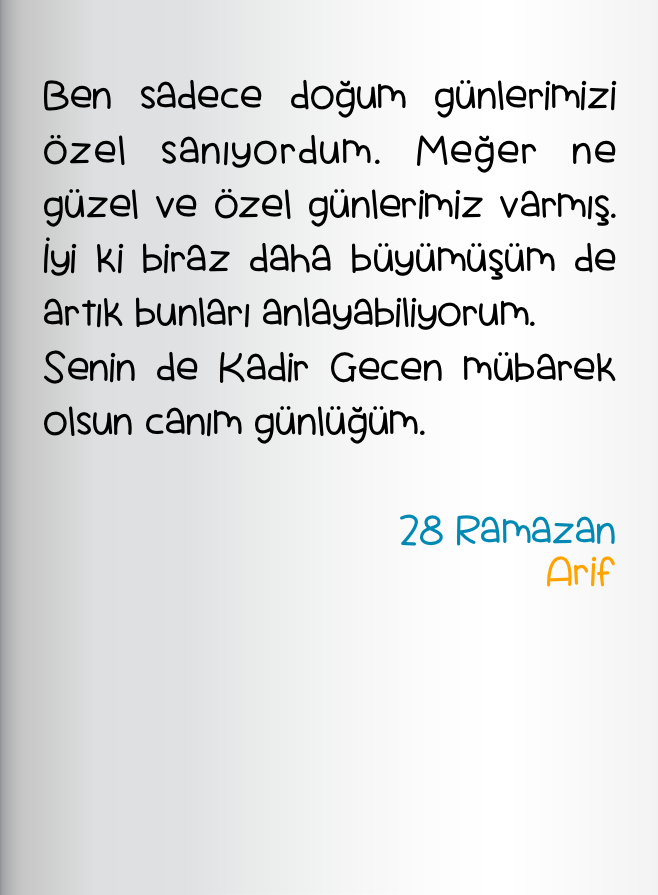 Ben sadece doğum günlerimizi
özel sanıyordum. Meğer ne
güzel ve özel günlerimiz varmış.
İyi ki biraz daha büyümüşüm de
artık bunları anlayabiliyorum.
Senin de Kadir Gecen mübarek
olsun canım günlüğüm.
28 Ramazan
Arif